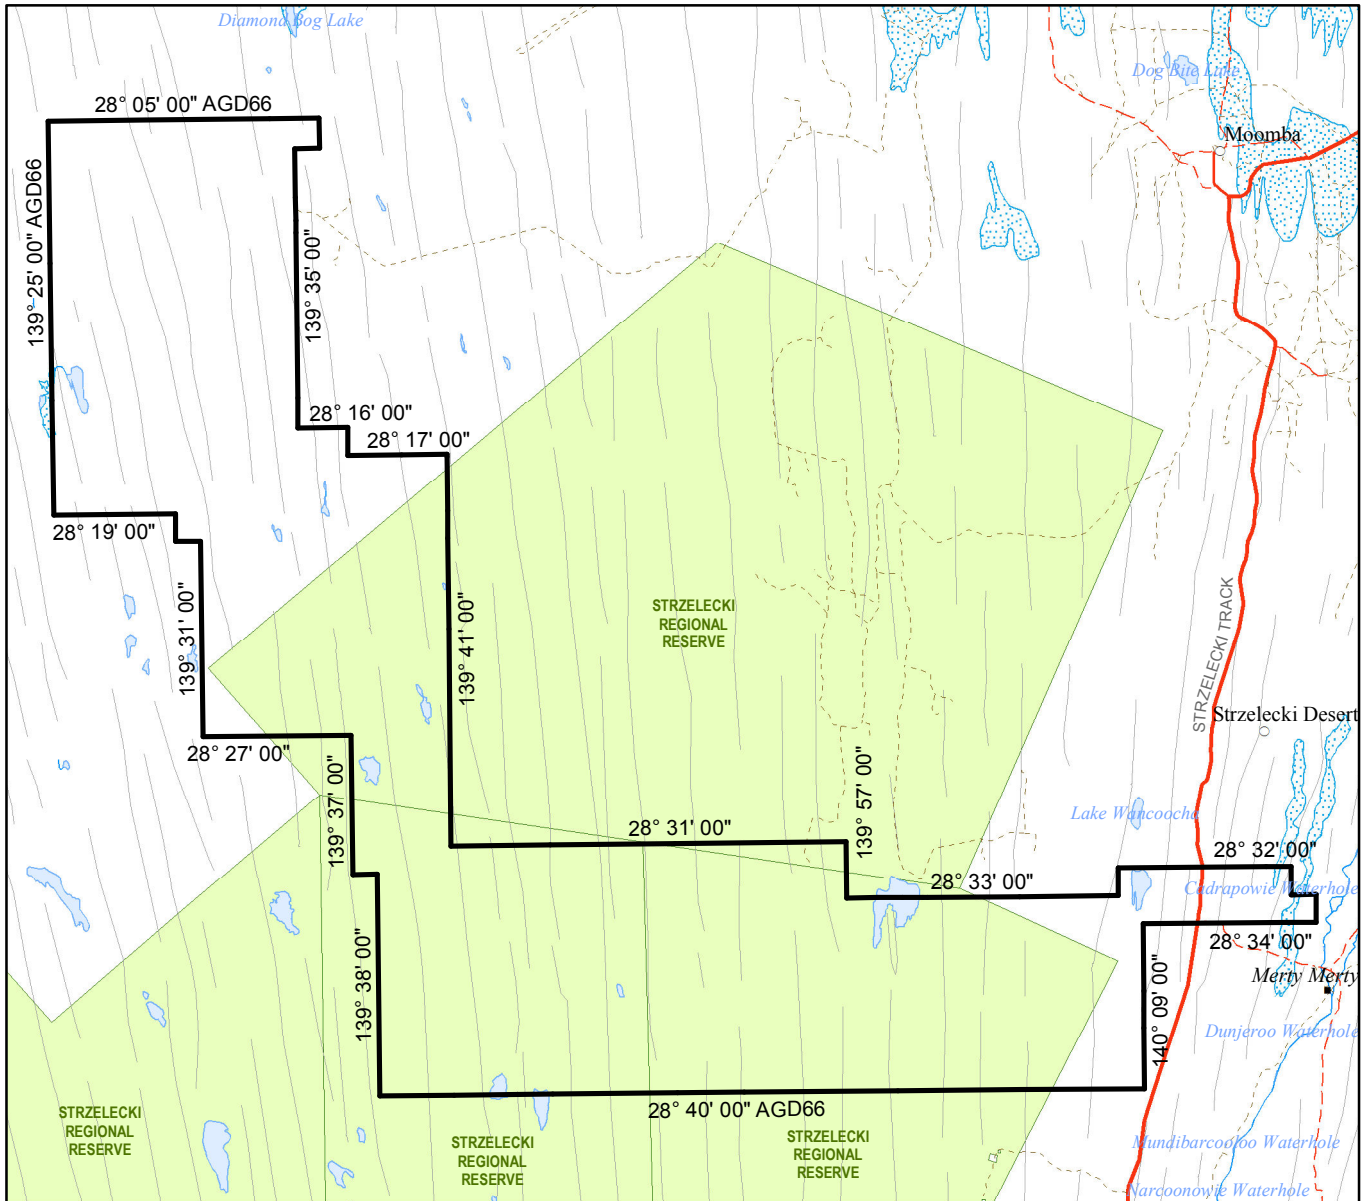 Diamond Bog Lake
Dog Bite Lake
28° 05' 00" AGD66
Moomba
139° 25' 00" AGD66
139° 35' 00"
28° 16' 00"
28° 17' 00"
28° 19' 00"
139° 31' 00"
139° 41' 00"
STRZELECKI
REGIONAL
RESERVE
STRZELECKI TRACK
Strzelecki Desert
28° 27' 00"
139° 37' 00"
139° 57' 00"
Lake Wancoocha
28° 31' 00"
28° 32' 00"
28° 33' 00"
Cadrapowie Waterhole
28° 34' 00"
139° 38' 00"
140° 09' 00"
Merty Merty
Dunjeroo Waterhole
28° 40' 00" AGD66
STRZELECKI
REGIONAL
RESERVE
STRZELECKI
REGIONAL
RESERVE
STRZELECKI
REGIONAL
RESERVE
Mundibarcooloo Waterhole
Narcoonowie Waterhole